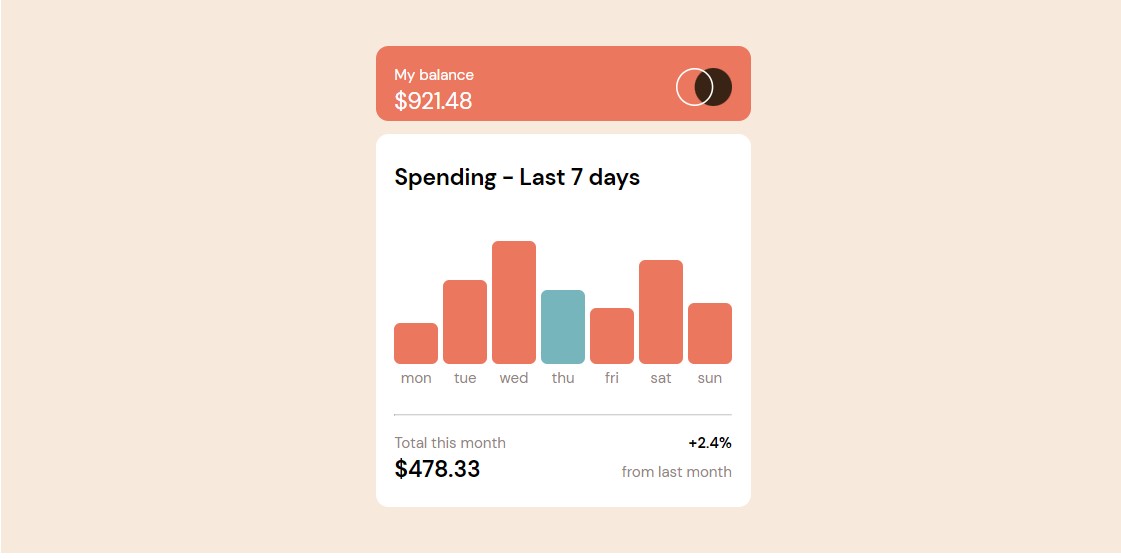 My balance
$921.48
Spending - Last 7 days
mon tue wed thu fri sat sun
Total this month +2.4%
$478.33 from last month